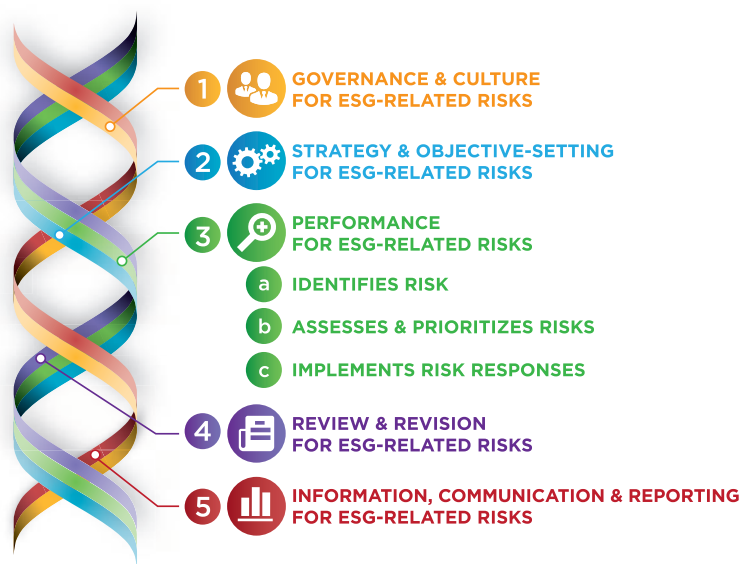 1
GOVERNANCE & CULTURE
FOR ESG-RELATED RISKS
2
STRATEGY & OBJECTIVE-SETTING
FOR ESG-RELATED RISKS
3
PERFORMANCE
FOR ESG-RELATED RISKS
a IDENTIFIES RISK
b ASSESSES & PRIORITIZES RISKS
c IMPLEMENTS RISK RESPONSES
4
REVIEW & REVISION
FOR ESG-RELATED RISKS
5
INFORMATION, COMMUNICATION & REPORTING
FOR ESG-RELATED RISKS